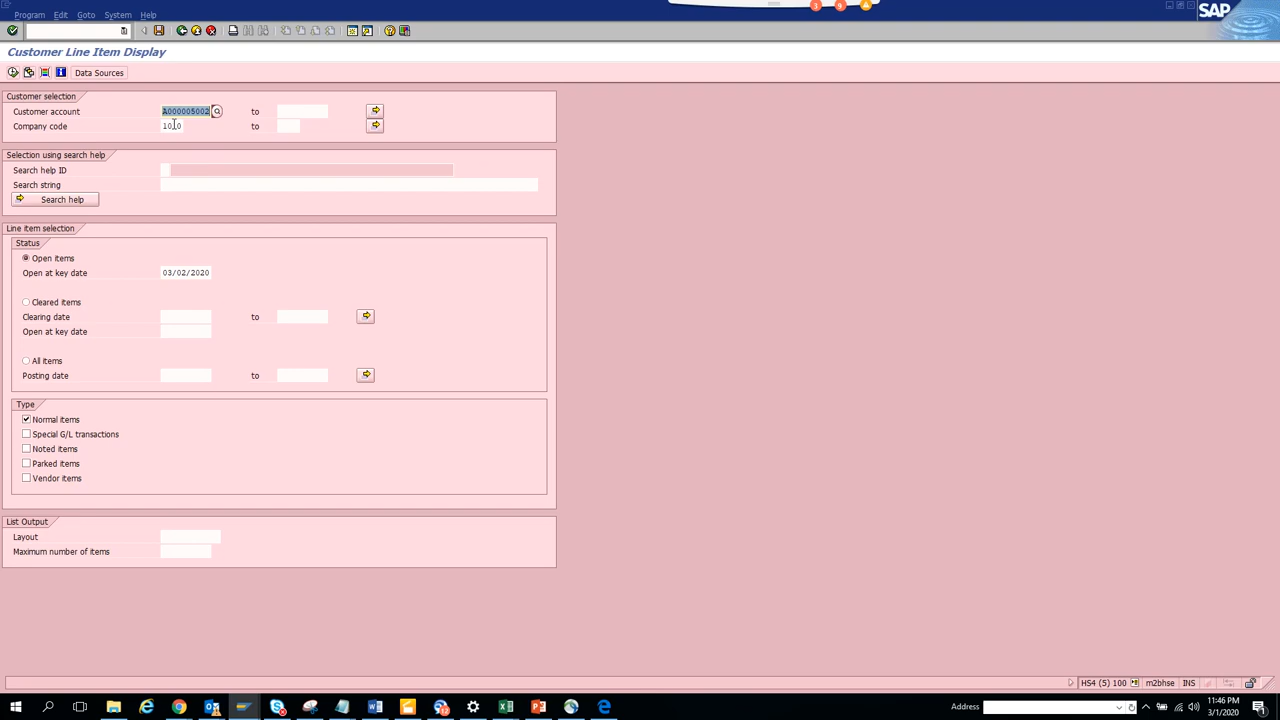 3 9
Program Edit Goto System Help
SAP
Customer Line Item Display
Data Sources
Customer selection
Customer account A000005002 to
Company code 1010 to
Selection using search help
Search help ID
Search string
Search help
Line item selection
Status
Open items
Open at key date 03/02/2020
Cleared items
Clearing date to
Open at key date
All items
Posting date to
Type
Normal items
Special G/L transactions
Noted items
Parked items
Vendor items
List Output
Layout
Maximum number of items
HS4 (5) 100 m2bhse INS
Address
11:46 PM
3/1/2020